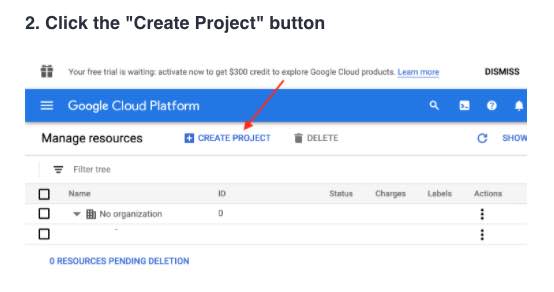 2. Click the "Create Project" button
Your free trial is waiting: activate now to get $300 credit to explore Google Cloud products. Learn more DISMISS
Google Cloud Platform
Manage resources CREATE PROJECT DELETE SHOW
Filter tree
Name ID Status Charges Labels Actions
No organization 0
0 RESOURCES PENDING DELETION